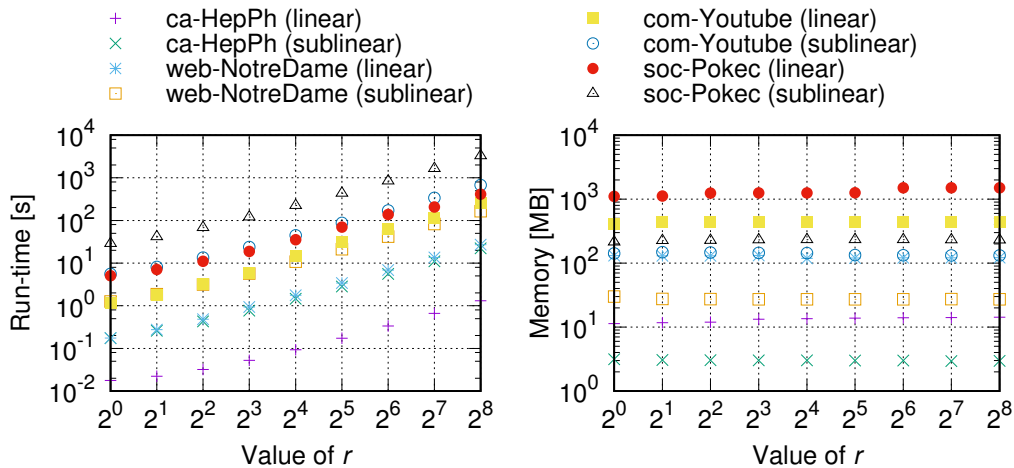 ca-HepPh (linear)
ca-HepPh (sublinear)
web-NotreDame (linear)
web-NotreDame (sublinear)
com-Youtube (linear)
com-Youtube (sublinear)
soc-Pokec (linear)
soc-Pokec (sublinear)
Run-time [s]
10^4
10^3
10^2
10^1
10^0
10^-1
10^-2
2^0 2^1 2^2 2^3 2^4 2^5 2^6 2^7 2^8
Value of r
Memory [MB]
10^4
10^3
10^2
10^1
10^0
2^0 2^1 2^2 2^3 2^4 2^5 2^6 2^7 2^8
Value of r